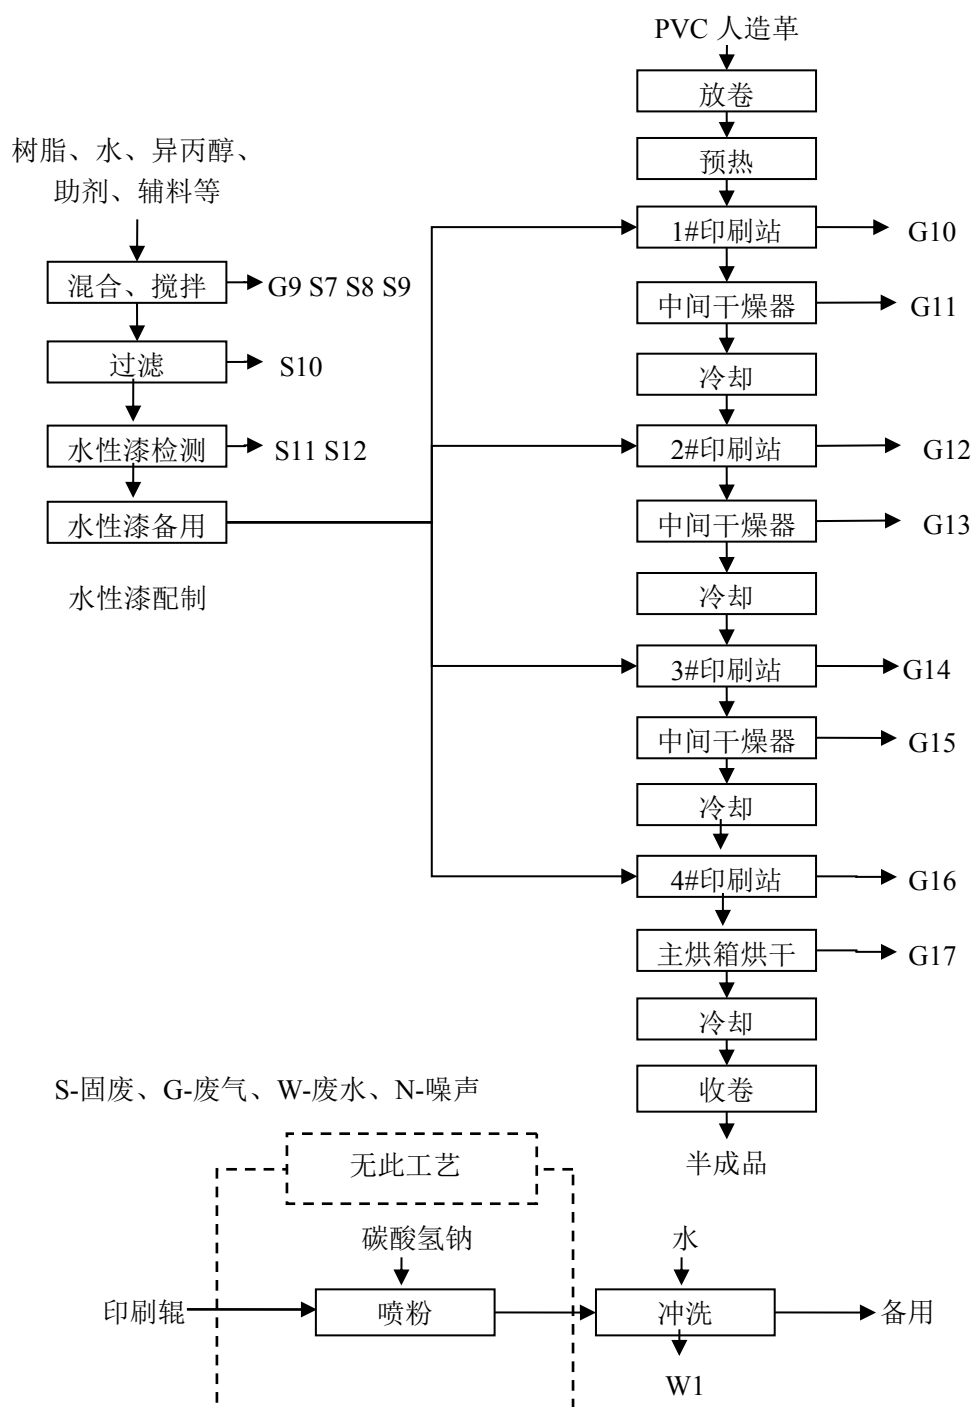 PVC 人造革
放卷
预热
树脂、水、异丙醇、
助剂、辅料等
1#印刷站
G10
混合、搅拌
G9 S7 S8 S9
中间干燥器
G11
过滤
S10
冷却
水性漆检测
S11 S12
2#印刷站
G12
水性漆备用
中间干燥器
G13
水性漆配制
冷却
3#印刷站
G14
中间干燥器
G15
冷却
4#印刷站
G16
主烘箱烘干
G17
冷却
收卷
S-固废、G-废气、W-废水、N-噪声
半成品
无此工艺
碳酸氢钠
水
印刷辊
喷粉
冲洗
备用
W1